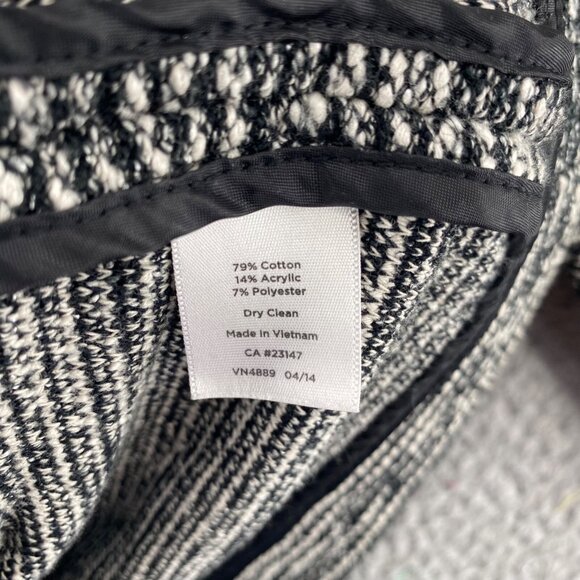 79% Cotton
14% Acrylic
7% Polyester
Dry Clean
Made in Vietnam
CA #23147
VN4889 04/14